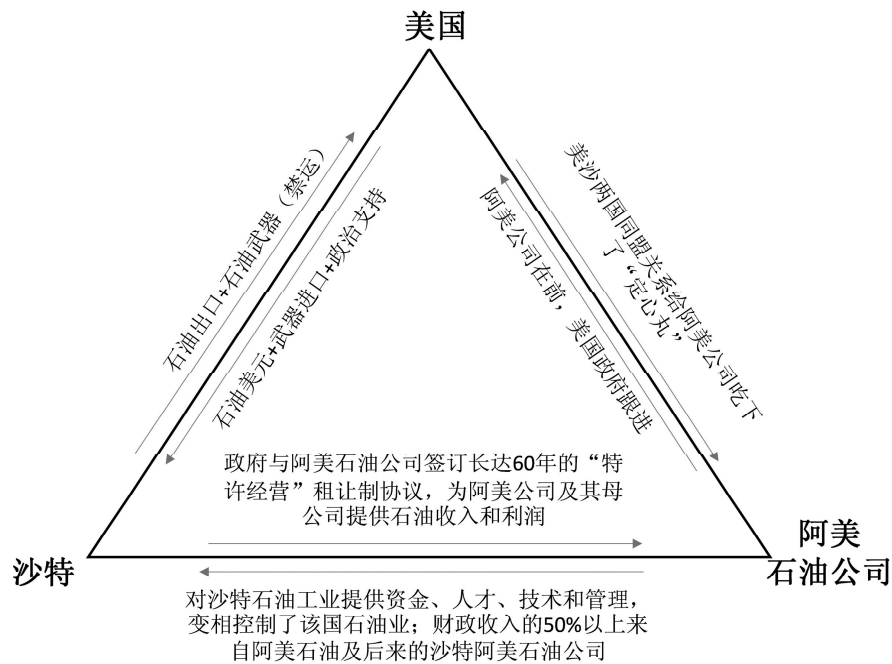 美国
石油出口+石油武器（禁运）
石油美元+武器进口+政治支持
阿美公司在前，美国政府跟进
美沙两国同盟关系给阿美公司吃下
了“定心丸”
政府与阿美石油公司签订长达60年的“特
许经营”租让制协议，为阿美公司及其母
公司提供石油收入和利润
沙特
阿美
石油公司
对沙特石油工业提供资金、人才、技术和管理，
变相控制了该国石油业；财政收入的50%以上来
自阿美石油及后来的沙特阿美石油公司